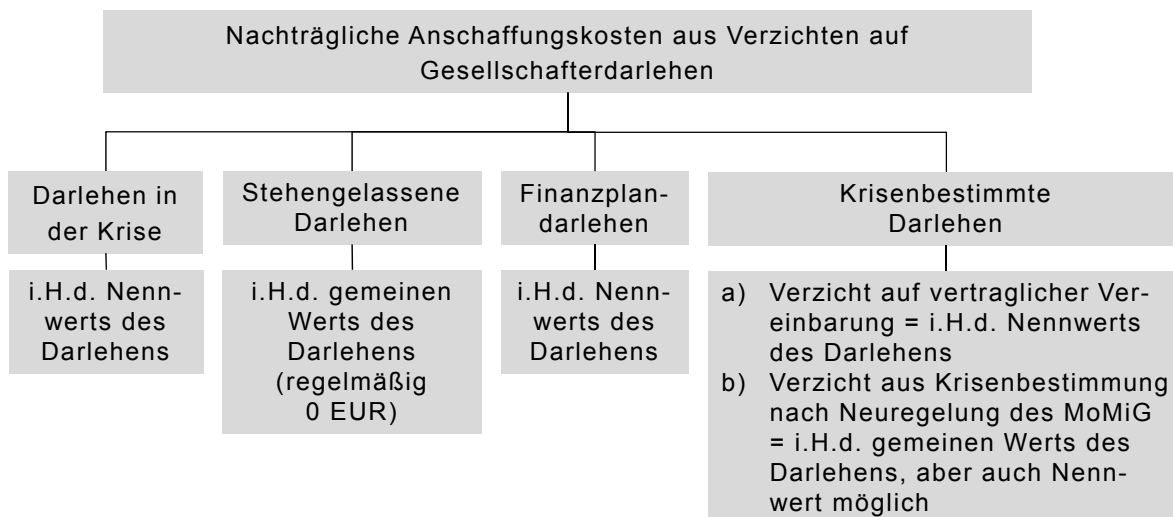 Nachträgliche Anschaffungskosten aus Verzichten auf
Gesellschafterdarlehen
Darlehen in
der Krise
i.H.d. Nenn-
werts des
Darlehens
Stehengelassene
Darlehen
i.H.d. gemeinen
Werts des
Darlehens
(regelmäßig
0 EUR)
Finanzplan-
darlehen
i.H.d. Nenn-
werts des
Darlehens
Krisenbestimmte
Darlehen
a) Verzicht auf vertraglicher Ver-
einbarung = i.H.d. Nennwerts
des Darlehens
b) Verzicht aus Krisenbestimmung
nach Neuregelung des MoMiG
= i.H.d. gemeinen Werts des
Darlehens, aber auch Nenn-
wert möglich